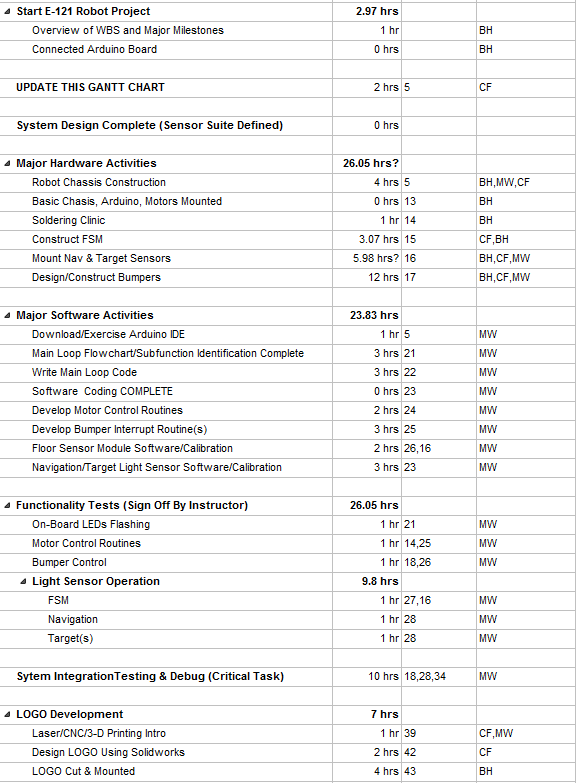 Start E-121 Robot Project 2.97 hrs
Overview of WBS and Major Milestones 1 hr BH
Connected Arduino Board 0 hrs BH
UPDATE THIS GANTT CHART 2 hrs 5 CF
System Design Complete (Sensor Suite Defined) 0 hrs
Major Hardware Activities 26.05 hrs?
Robot Chassis Construction 4 hrs 5 BH,MW,CF
Basic Chasis, Arduino, Motors Mounted 0 hrs 13 BH
Soldering Clinic 1 hr 14 BH
Construct FSM 3.07 hrs 15 CF,BH
Mount Nav & Target Sensors 5.98 hrs? 16 BH,CF,MW
Design/Construct Bumpers 12 hrs 17 BH,CF,MW
Major Software Activities 23.83 hrs
Download/Exercise Arduino IDE 1 hr 5 MW
Main Loop Flowchart/Subfunction Identification Complete 3 hrs 21 MW
Write Main Loop Code 3 hrs 22 MW
Software Coding COMPLETE 0 hrs 23 MW
Develop Motor Control Routines 2 hrs 24 MW
Develop Bumper Interrupt Routine(s) 3 hrs 25 MW
Floor Sensor Module Software/Calibration 2 hrs 26,16 MW
Navigation/Target Light Sensor Software/Calibration 3 hrs 23 MW
Functionality Tests (Sign Off By Instructor) 26.05 hrs
On-Board LEDs Flashing 1 hr 21 MW
Motor Control Routines 1 hr 14,25 MW
Bumper Control 1 hr 18,26 MW
Light Sensor Operation 9.8 hrs
FSM 1 hr 27,16 MW
Navigation 1 hr 28 MW
Target(s) 1 hr 28 MW
Sytem IntegrationTesting & Debug (Critical Task) 10 hrs 18,28,34 MW
LOGO Development 7 hrs
Laser/CNC/3-D Printing Intro 1 hr 39 CF,MW
Design LOGO Using Solidworks 2 hrs 42 CF
LOGO Cut & Mounted 4 hrs 43 BH